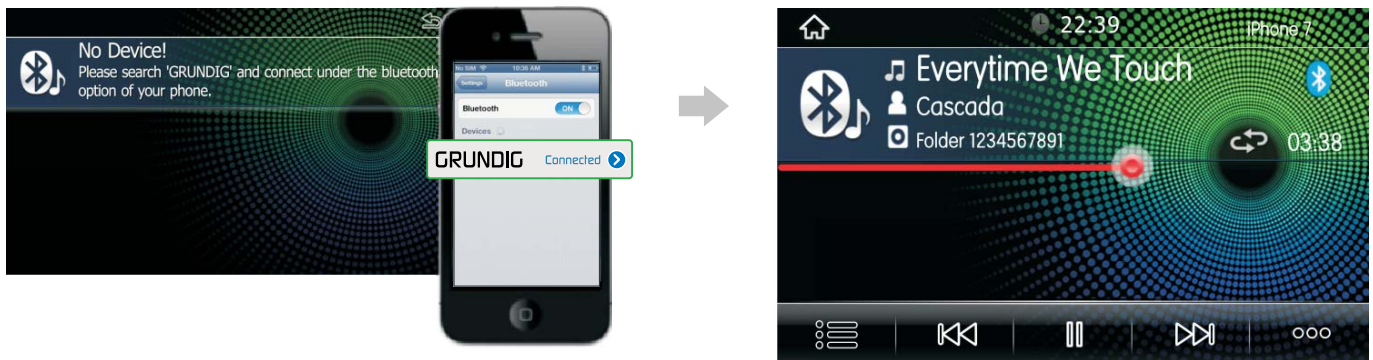 No Device!
Please search 'GRUNDIG' and connect under the bluetooth
option of your phone.
No SIM 10:36 AM
Settings Bluetooth
Bluetooth ON
Devices
GRUNDIG Connected
22:39 iPhone 7
Everytime We Touch
Cascada
Folder 1234567891
03:38